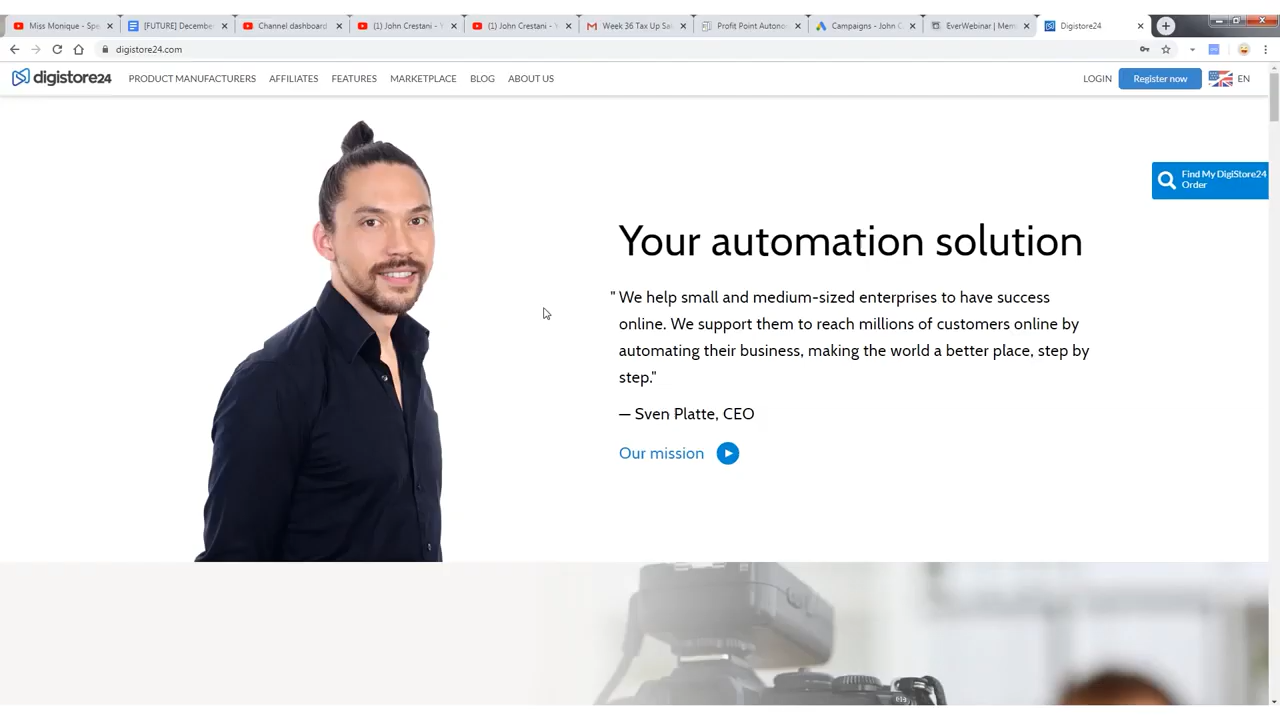 Miss Monique - Spe
[FUTURE] December
Channel dashboard
(1) John Crestani - Y
(1) John Crestani - Y
Week 36 Tax Up Sal
Profit Point Autono
Campaigns - John C
EverWebinar | Mem
Digistore24
digistore24.com
digistore24
PRODUCT MANUFACTURERS
AFFILIATES
FEATURES
MARKETPLACE
BLOG
ABOUT US
LOGIN
Register now
EN
Find My DigiStore24
Order
Your automation solution
" We help small and medium-sized enterprises to have success
online. We support them to reach millions of customers online by
automating their business, making the world a better place, step by
step."
— Sven Platte, CEO
Our mission